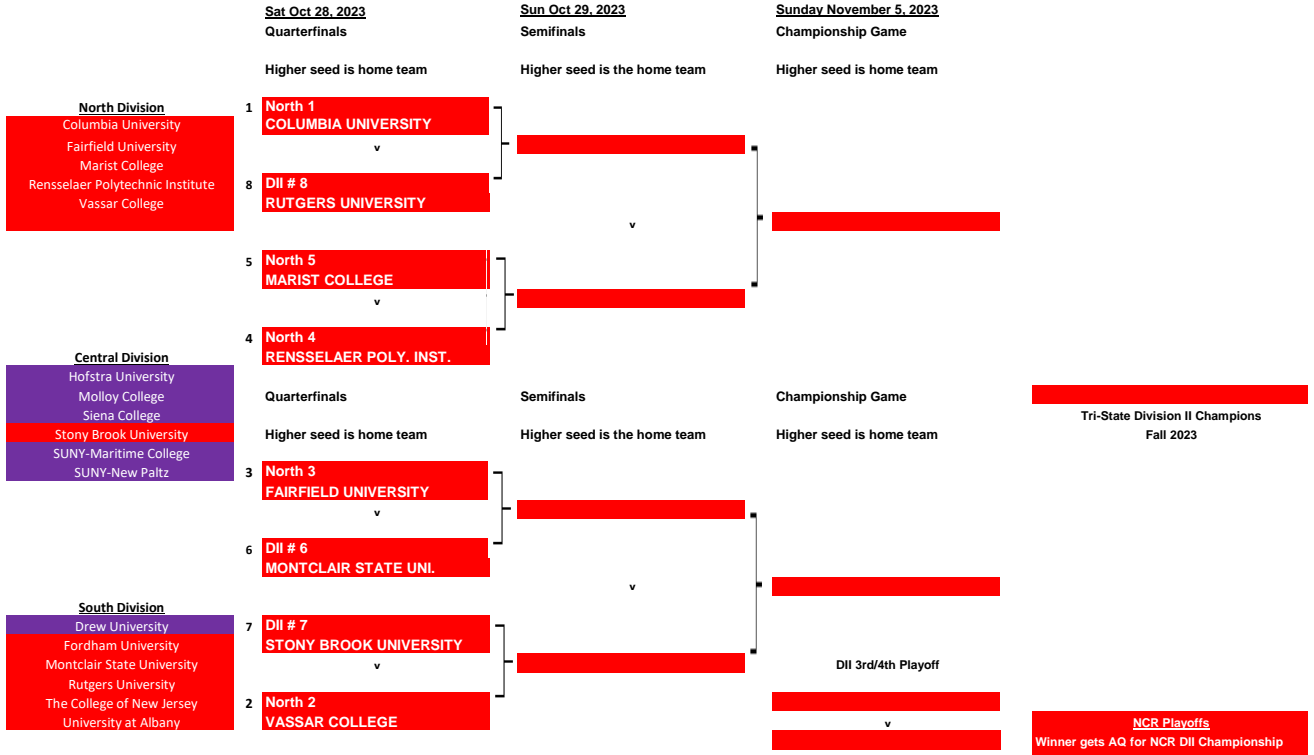 Sat Oct 28, 2023
Quarterfinals
Higher seed is home team
Sun Oct 29, 2023
Semifinals
Higher seed is the home team
Sunday November 5, 2023
Championship Game
Higher seed is home team
North Division
Columbia University
Fairfield University
Marist College
Rensselaer Polytechnic Institute
Vassar College
1 North 1
COLUMBIA UNIVERSITY
v
8 DII # 8
RUTGERS UNIVERSITY
v
5 North 5
MARIST COLLEGE
v
4 North 4
RENSSELAER POLY. INST.
Central Division
Hofstra University
Molloy College
Siena College
Stony Brook University
SUNY-Maritime College
SUNY-New Paltz
Quarterfinals
Higher seed is home team
Semifinals
Higher seed is the home team
Championship Game
Higher seed is home team
Tri-State Division II Champions
Fall 2023
3 North 3
FAIRFIELD UNIVERSITY
v
6 DII # 6
MONTCLAIR STATE UNI.
v
South Division
Drew University
Fordham University
Montclair State University
Rutgers University
The College of New Jersey
University at Albany
7 DII # 7
STONY BROOK UNIVERSITY
v
2 North 2
VASSAR COLLEGE
DII 3rd/4th Playoff
v
NCR Playoffs
Winner gets AQ for NCR DII Championship